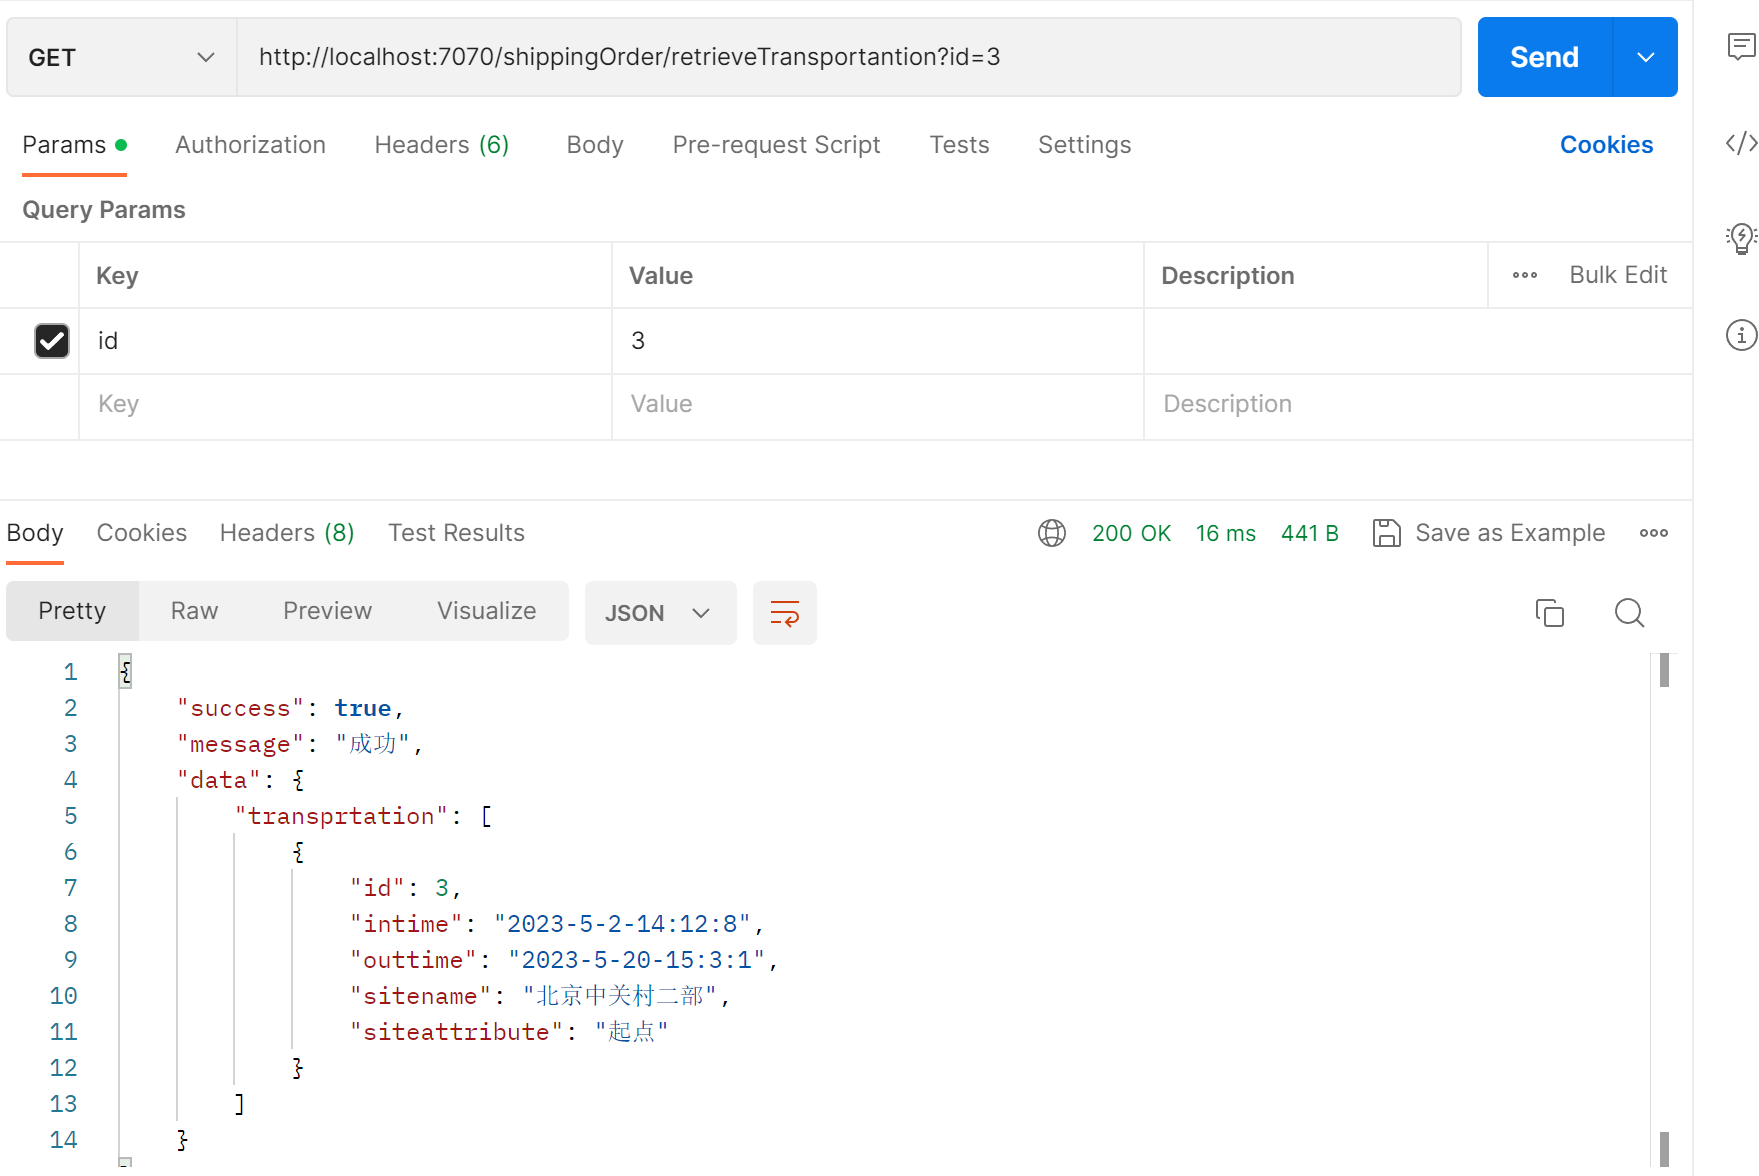 GET http://localhost:7070/shippingOrder/retrieveTransportantion?id=3 Send
Params Authorization Headers (6) Body Pre-request Script Tests Settings Cookies
Query Params
Key Value Description Bulk Edit
id 3
Key Value Description
Body Cookies Headers (8) Test Results 200 OK 16 ms 441 B Save as Example
Pretty Raw Preview Visualize JSON
1 {
2 "success": true,
3 "message": "成功",
4 "data": {
5 "transprtation": [
6 {
7 "id": 3,
8 "intime": "2023-5-2-14:12:8",
9 "outtime": "2023-5-20-15:3:1",
10 "sitename": "北京中关村二部",
11 "siteattribute": "起点"
12 }
13 ]
14 }